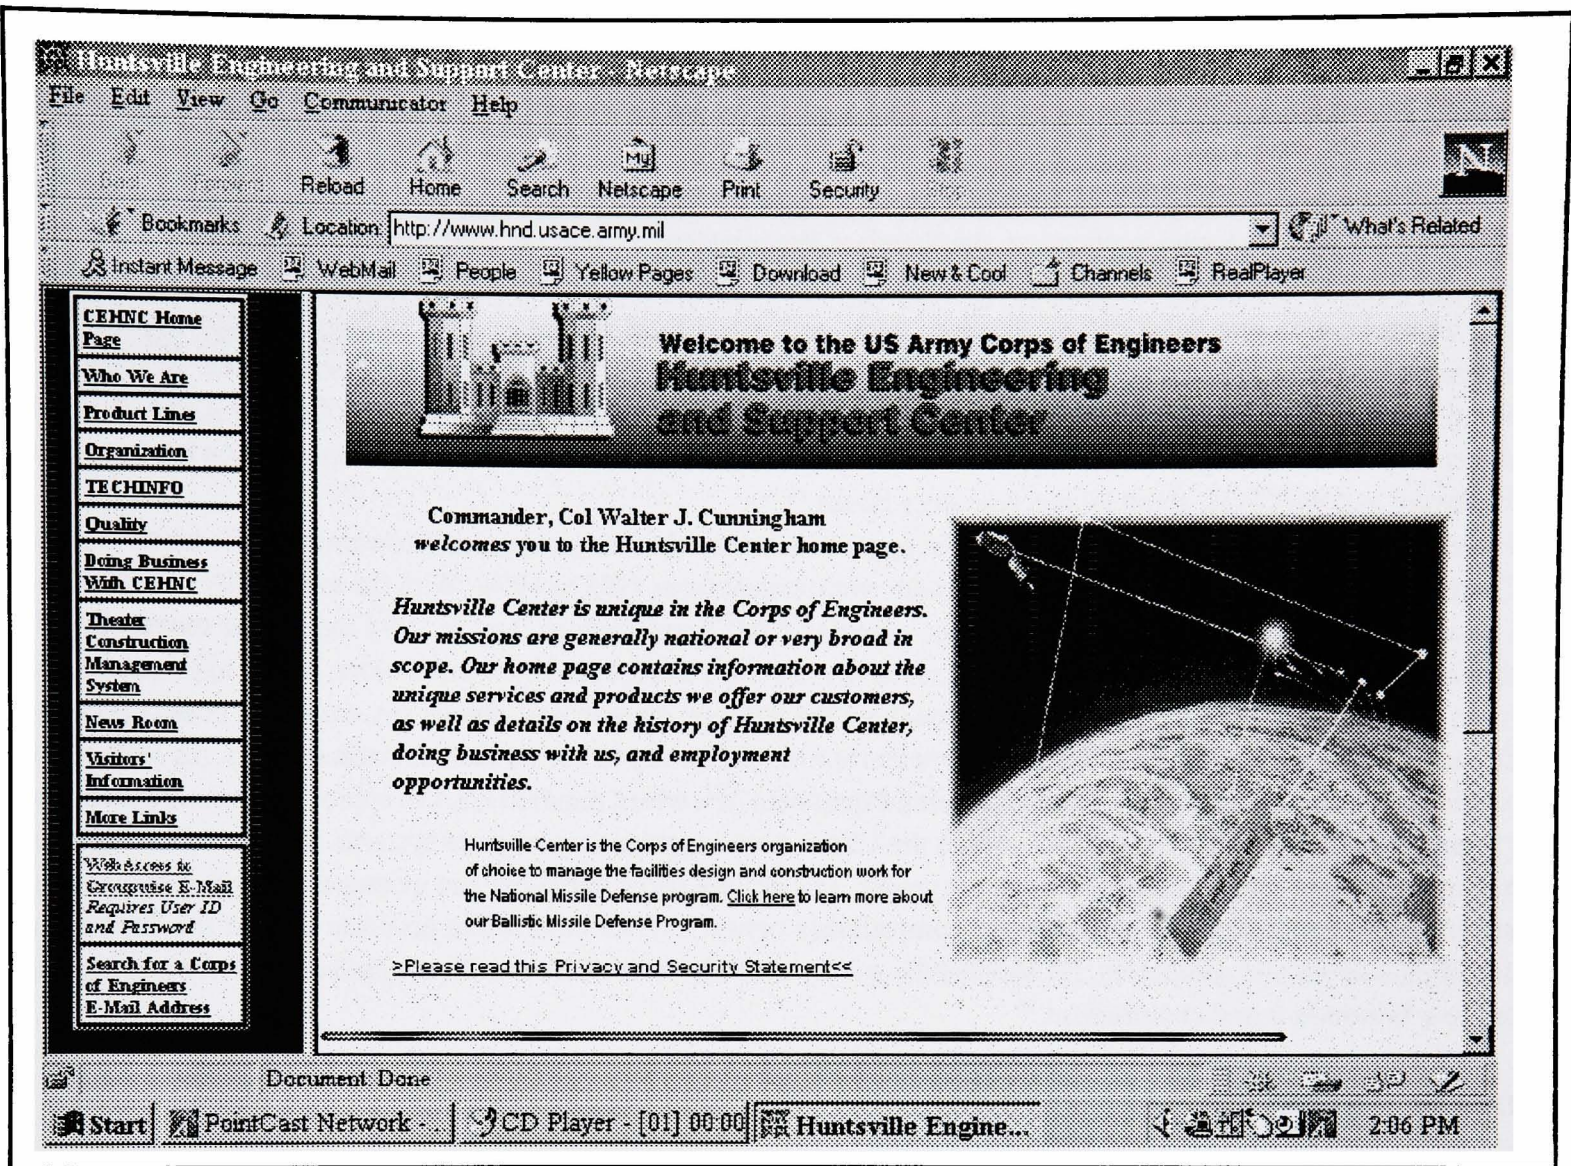 Huntsville Engineering and Support Center - Netscape
File Edit View Go Communicator Help
Reload Home Search Netscape Print Security
My
N
Bookmarks Location: http://www.hnd.usace.army.mil What's Related
Instant Message WebMail People Yellow Pages Download New & Cool Channels RealPlayer
CEHNC Home
Page
Who We Are
Product Lines
Organization
TECHINFO
Quality
Doing Business
With CEHNC
Theater
Construction
Management
System
News Room
Visitors'
Information
More Links
Web Access to
Groupwise E-Mail
Requires User ID
and Password
Search for a Corps
of Engineers
E-Mail Address
Welcome to the US Army Corps of Engineers
Huntsville Engineering
and Support Center
Commander, Col Walter J. Cunningham
welcomes you to the Huntsville Center home page.
Huntsville Center is unique in the Corps of Engineers.
Our missions are generally national or very broad in
scope. Our home page contains information about the
unique services and products we offer our customers,
as well as details on the history of Huntsville Center,
doing business with us, and employment
opportunities.
Huntsville Center is the Corps of Engineers organization
of choice to manage the facilities design and construction work for
the National Missile Defense program. Click here to learn more about
our Ballistic Missile Defense Program.
>Please read this Privacy and Security Statement<<
Document: Done
Start PointCast Network - . CD Player - [01] 00:00 Huntsville Engine... 2:06 PM